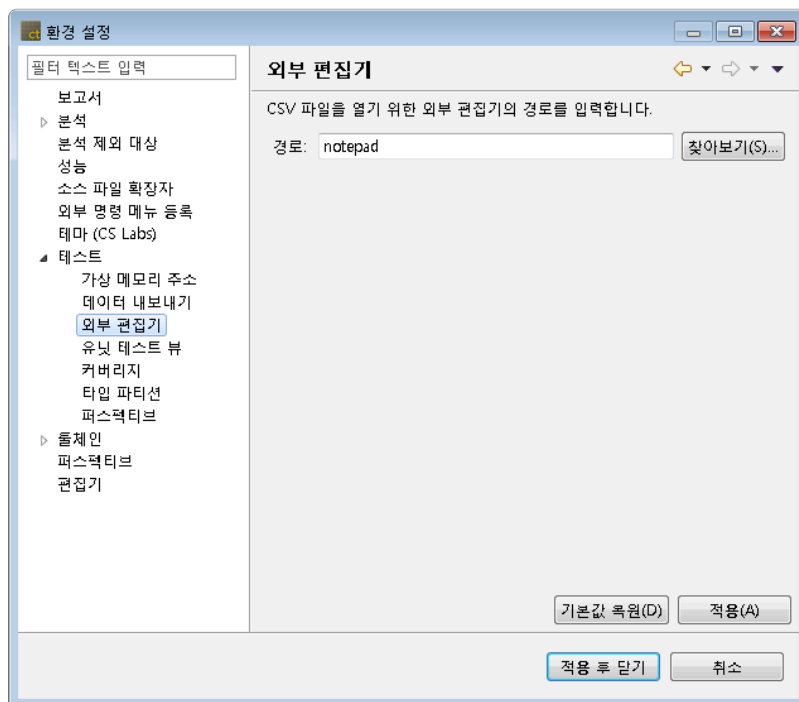 ct 환경 설정
필터 텍스트 입력
보고서
분석
분석 제외 대상
성능
소스 파일 확장자
외부 명령 메뉴 등록
테마 (CS Labs)
테스트
가상 메모리 주소
데이터 내보내기
외부 편집기
유닛 테스트 뷰
커버리지
타입 파티션
퍼스펙티브
툴체인
퍼스펙티브
편집기
외부 편집기
CSV 파일을 열기 위한 외부 편집기의 경로를 입력합니다.
경로: notepad 찾아보기(S)...
기본값 복원(D) 적용(A)
적용 후 닫기 취소